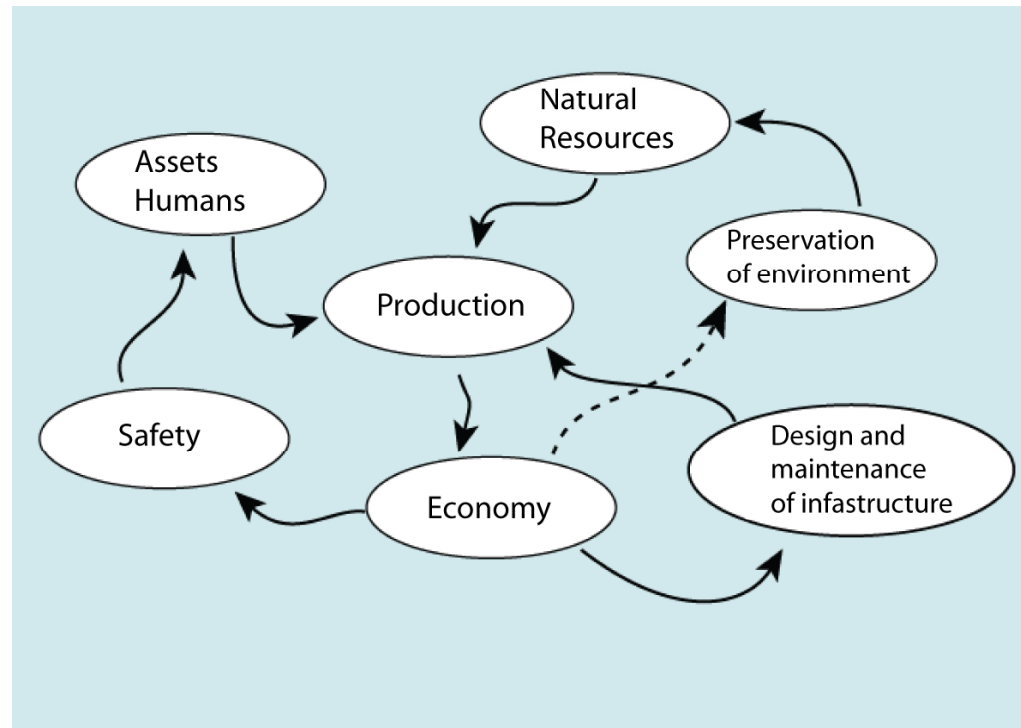 Natural
Resources
Assets
Humans
Preservation
of environment
Production
Safety
Design and
maintenance
of infastructure
Economy